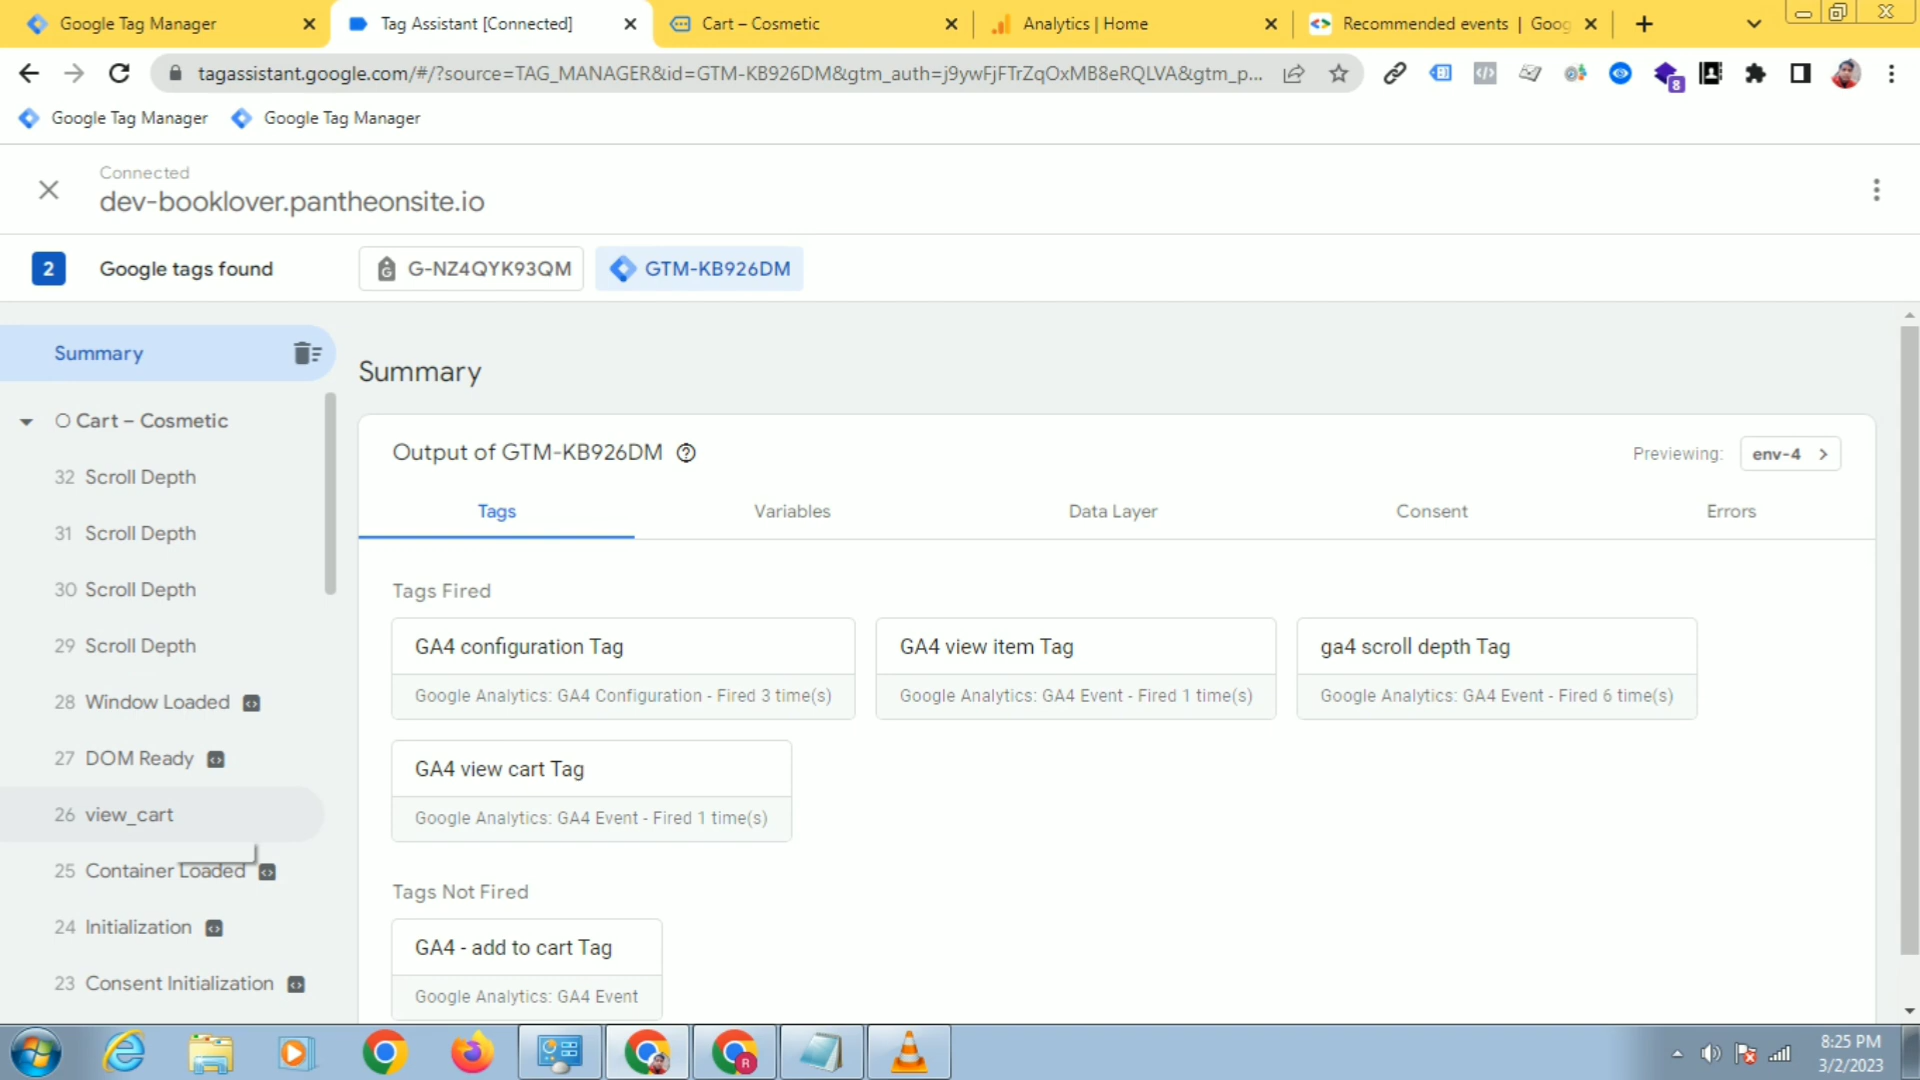 Google Tag Manager
Tag Assistant [Connected]
Cart – Cosmetic
Analytics | Home
Recommended events | Goog
tagassistant.google.com/#/?source=TAG_MANAGER&id=GTM-KB926DM&gtm_auth=j9ywFjFTrZqOxMB8eRQLVA&gtm_p...
8
Google Tag Manager
Google Tag Manager
Connected
dev-booklover.pantheonsite.io
2
Google tags found
G-NZ4QYK93QM
GTM-KB926DM
Summary
Cart – Cosmetic
32 Scroll Depth
31 Scroll Depth
30 Scroll Depth
29 Scroll Depth
28 Window Loaded
27 DOM Ready
26 view_cart
25 Container Loaded
24 Initialization
23 Consent Initialization
Summary
Output of GTM-KB926DM
Previewing: env-4
Tags
Variables
Data Layer
Consent
Errors
Tags Fired
GA4 configuration Tag
Google Analytics: GA4 Configuration - Fired 3 time(s)
GA4 view item Tag
Google Analytics: GA4 Event - Fired 1 time(s)
ga4 scroll depth Tag
Google Analytics: GA4 Event - Fired 6 time(s)
GA4 view cart Tag
Google Analytics: GA4 Event - Fired 1 time(s)
Tags Not Fired
GA4 - add to cart Tag
Google Analytics: GA4 Event
R
8:25 PM
3/2/2023